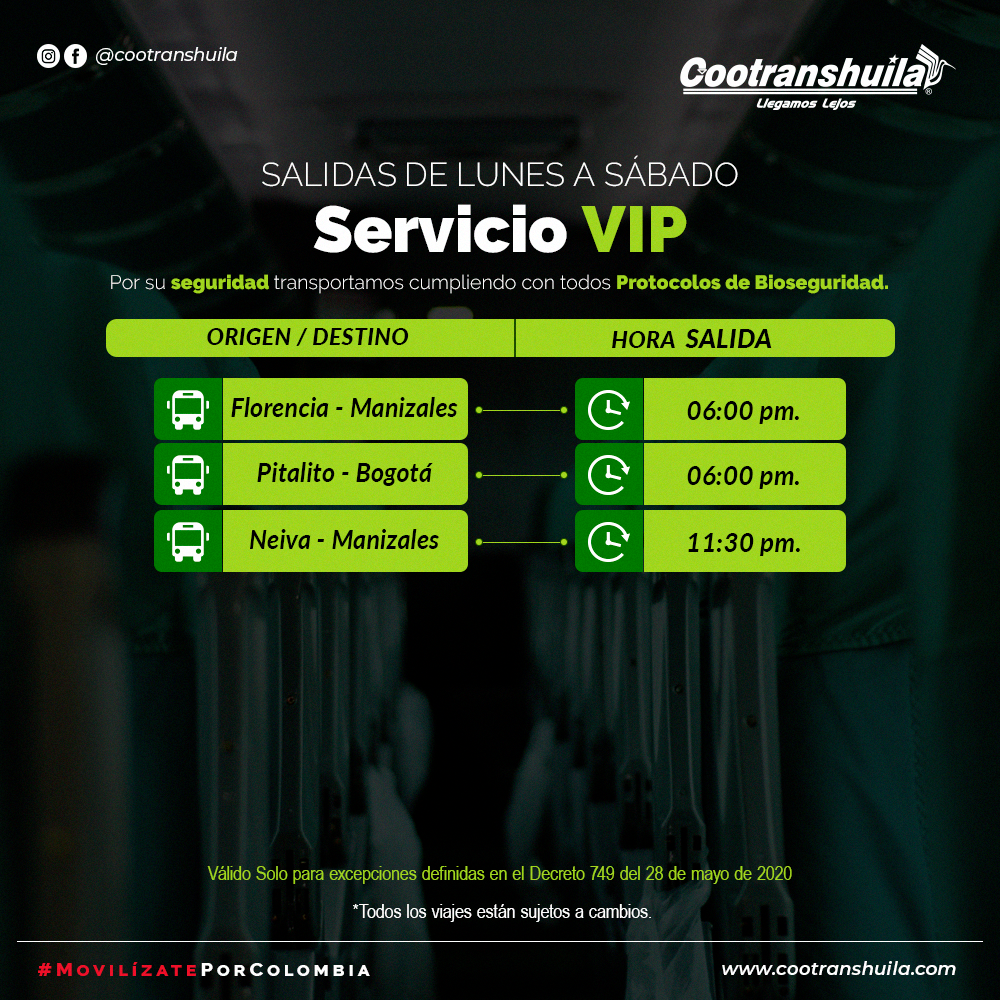 @cootranshuila
Cootranshuila®
Llegamos Lejos
SALIDAS DE LUNES A SÁBADO
Servicio VIP
Por su seguridad transportamos cumpliendo con todos Protocolos de Bioseguridad.
ORIGEN / DESTINO
HORA SALIDA
Florencia - Manizales
06:00 pm.
Pitalito - Bogotá
06:00 pm.
Neiva - Manizales
11:30 pm.
Válido Solo para excepciones definidas en el Decreto 749 del 28 de mayo de 2020
*Todos los viajes están sujetos a cambios.
#MOVILÍZATEPORCOLOMBIA
www.cootranshuila.com